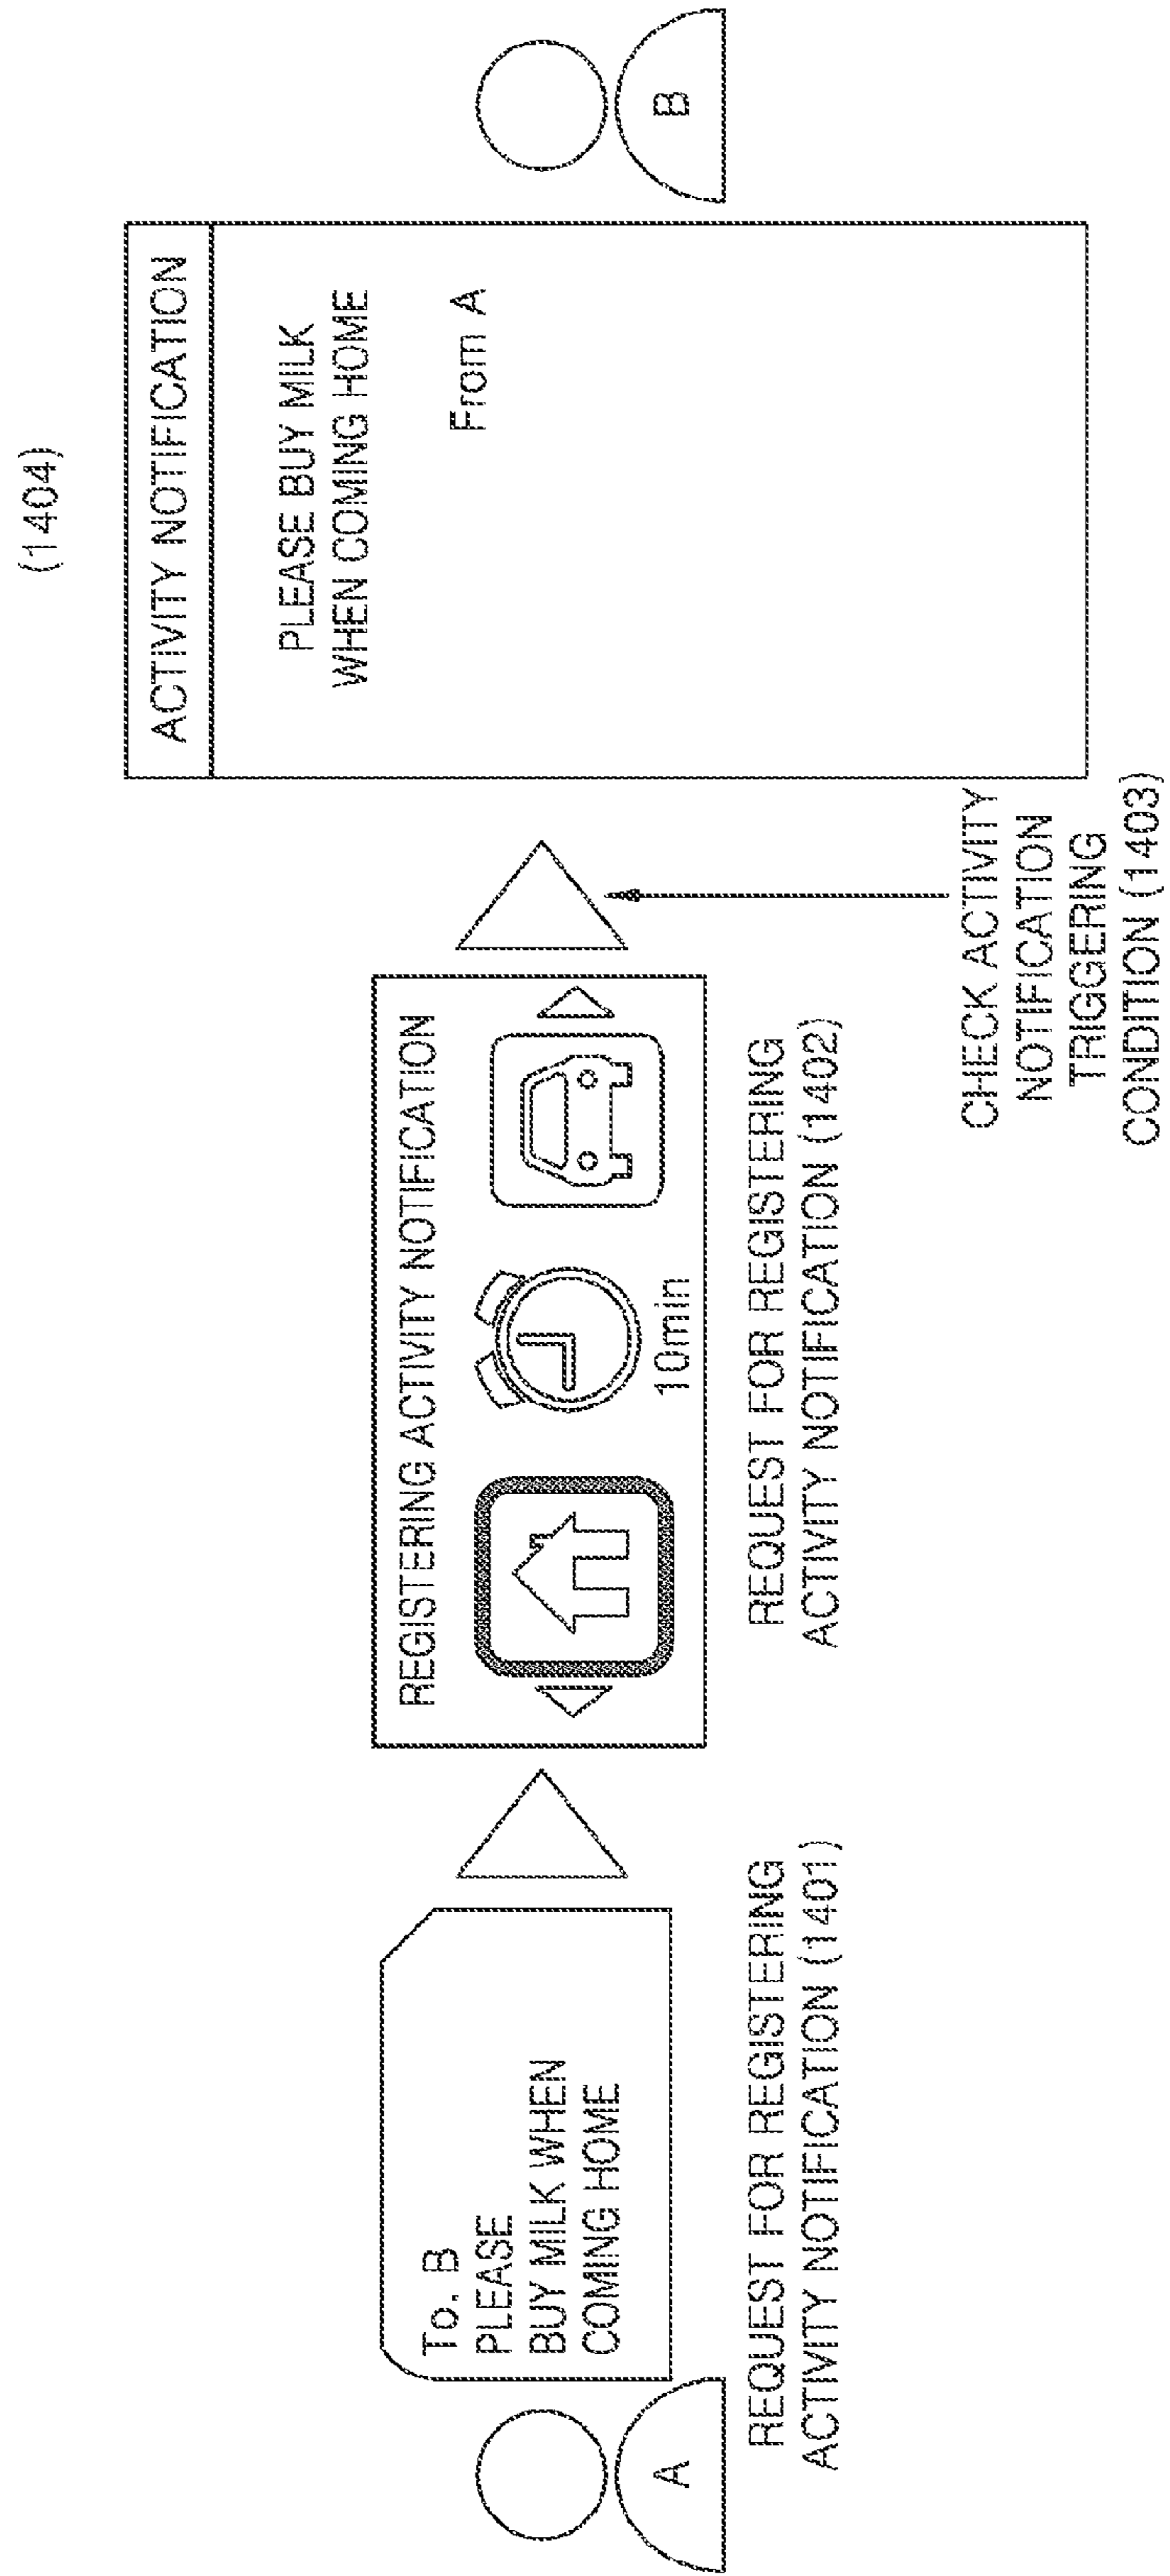 A
To. B
PLEASE
BUY MILK WHEN
COMING HOME
REQUEST FOR REGISTERING
ACTIVITY NOTIFICATION (1401)
REGISTERING ACTIVITY NOTIFICATION
10min
REQUEST FOR REGISTERING
ACTIVITY NOTIFICATION (1402)
CHECK ACTIVITY
NOTIFICATION
TRIGGERING
CONDITION (1403)
(1404)
ACTIVITY NOTIFICATION
PLEASE BUY MILK
WHEN COMING HOME
From A
B